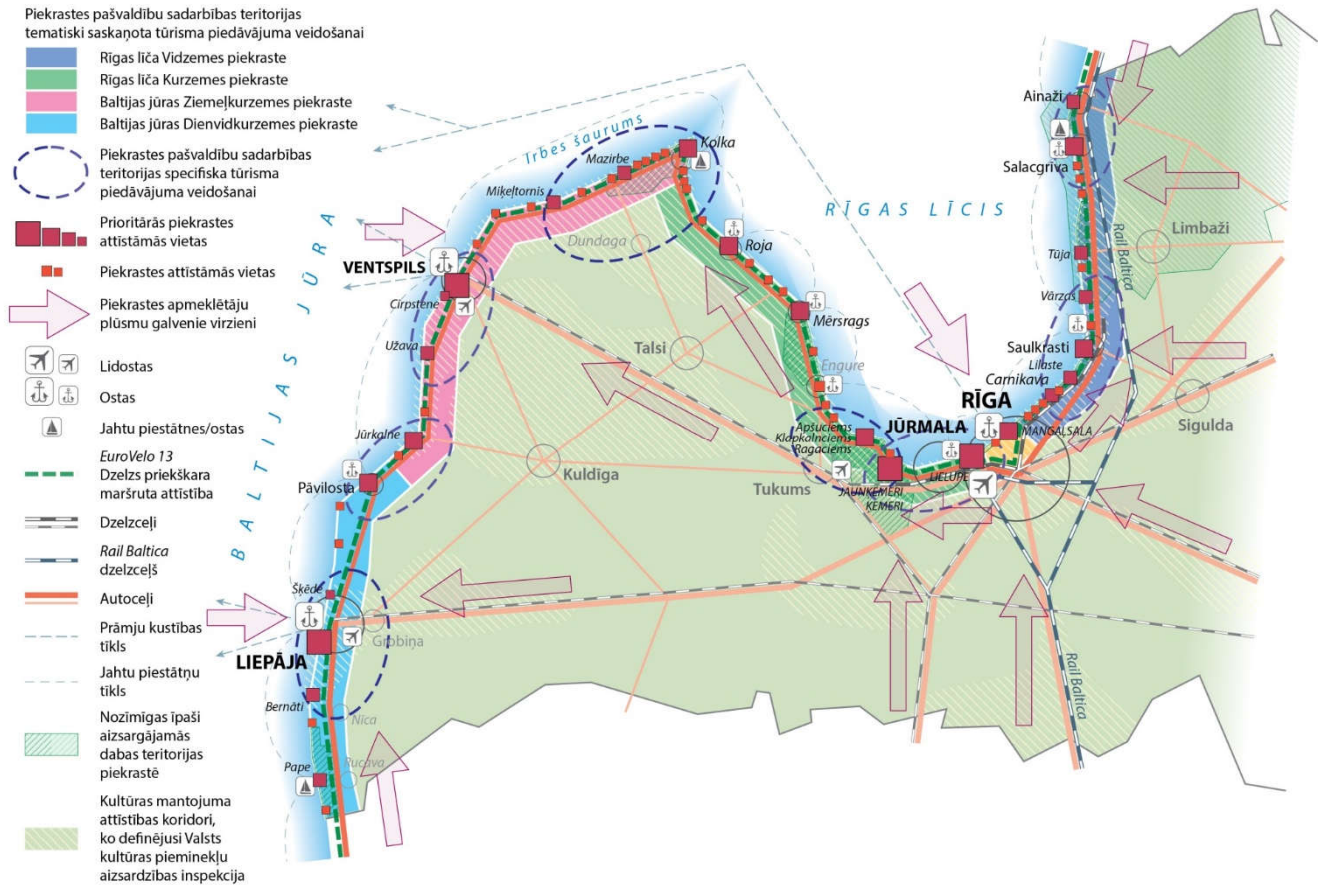 Piekrastes pašvaldību sadarbības teritorijas
tematiski saskaņota tūrisma piedāvājuma veidošanai
Rīgas līča Vidzemes piekraste
Rīgas līča Kurzemes piekraste
Baltijas jūras Ziemeļkurzemes piekraste
Baltijas jūras Dienvidkurzemes piekraste
Piekrastes pašvaldību sadarbības
teritorijas specifiska tūrisma
piedāvājuma veidošanai
Prioritārās piekrastes
attīstāmās vietas
Piekrastes attīstāmās vietas
Piekrastes apmeklētāju
plūsmu galvenie virzieni
Lidostas
Ostas
Jahtu piestātnes/ostas
EuroVelo 13
Dzelzs priekškara
maršruta attīstība
Dzelzceļi
Rail Baltica
dzelzceļš
Autoceļi
Prāmju kustības
tīkls
Jahtu piestātņu
tīkls
Nozīmīgas īpaši
aizsargājamās
dabas teritorijas
piekrastē
Kultūras mantojuma
attīstības koridori,
ko definējusi Valsts
kultūras pieminekļu
aizsardzības inspekcija
BALTIJAS JŪRA
Irbes šaurums
RĪGAS LĪCIS
Kolka
Mazirbe
Miķeļtornis
Dundaga
VENTSPILS
Cirpstene
Užava
Jūrkalne
Pāvilosta
Šķēde
Grobiņa
LIEPĀJA
Bernāti
Nīca
Pape
Rucava
Roja
Mērsrags
Talsi
Engure
Kuldīga
Tukums
Apšuciems
Klapkalnciems
Ragaciems
JŪRMALA
JAUNĶEMERI
ĶEMERI
LIELUPE
RĪGA
MANGAĻSALA
Carnikava
Lilaste
Saulkrasti
Sigulda
Vārzas
Tūja
Limbaži
Salacgrīva
Ainaži
Rail Baltica
Rail Baltica